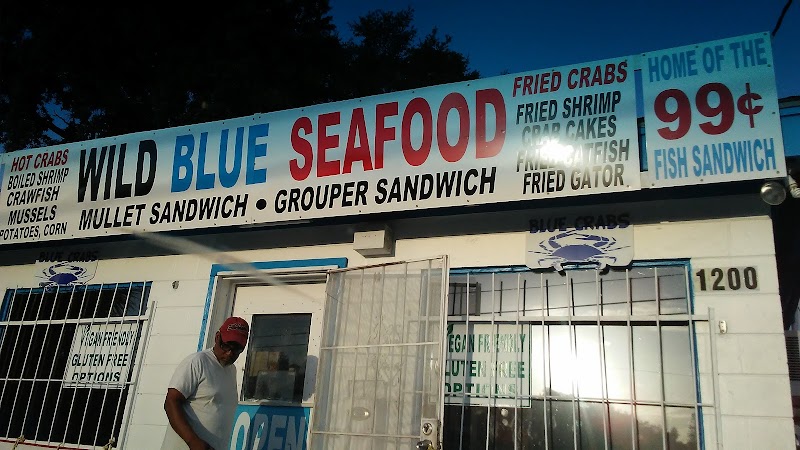 HOT CRABS
BOILED SHRIMP
CRAWFISH
MUSSELS
POTATOES, CORN
WILD BLUE SEAFOOD
MULLET SANDWICH • GROUPER SANDWICH
FRIED CRABS
FRIED SHRIMP
CRAB CAKES
FRIED CATFISH
FRIED GATOR
HOME OF THE
99¢
FISH SANDWICH
BLUE CRABS
BLUE CRABS
1200
VEGAN FRIENDLY
GLUTEN FREE
OPTIONS
VEGAN FRIENDLY
GLUTEN FREE
OPTIONS
OPEN